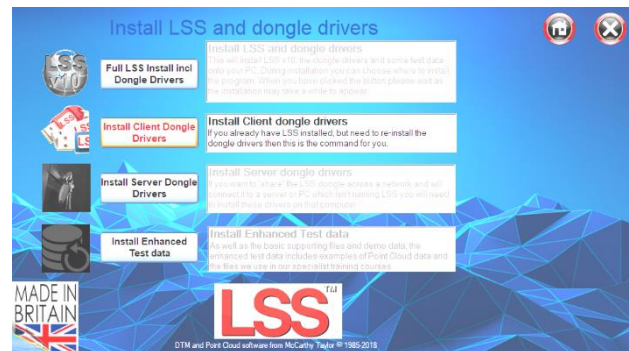 Install LSS and dongle drivers
LSS
v10
Full LSS Install incl
Dongle Drivers
Install LSS and dongle drivers
This will install LSS v10, the dongle drivers and some test data
onto your PC. During installation you can choose where to install
the program. When you have clicked the button please wait as
the installation may take a while to appear.
Install Client Dongle
Drivers
Install Client dongle drivers
If you already have LSS installed, but need to re-install the
dongle drivers then this is the command for you.
Install Server Dongle
Drivers
Install Server dongle drivers
If you want to 'share' the LSS dongle across a network and will
connect it to a server or PC which isn't running LSS you will need
to install these drivers on that computer.
Install Enhanced
Test data
Install Enhanced Test data
As well as the basic supporting files and demo data, the
enhanced test data includes examples of Point Cloud data and
the files we use in our specialist training courses.
MADE IN
BRITAIN
LSS™
DTM and Point Cloud software from McCarthy Taylor © 1985-2018